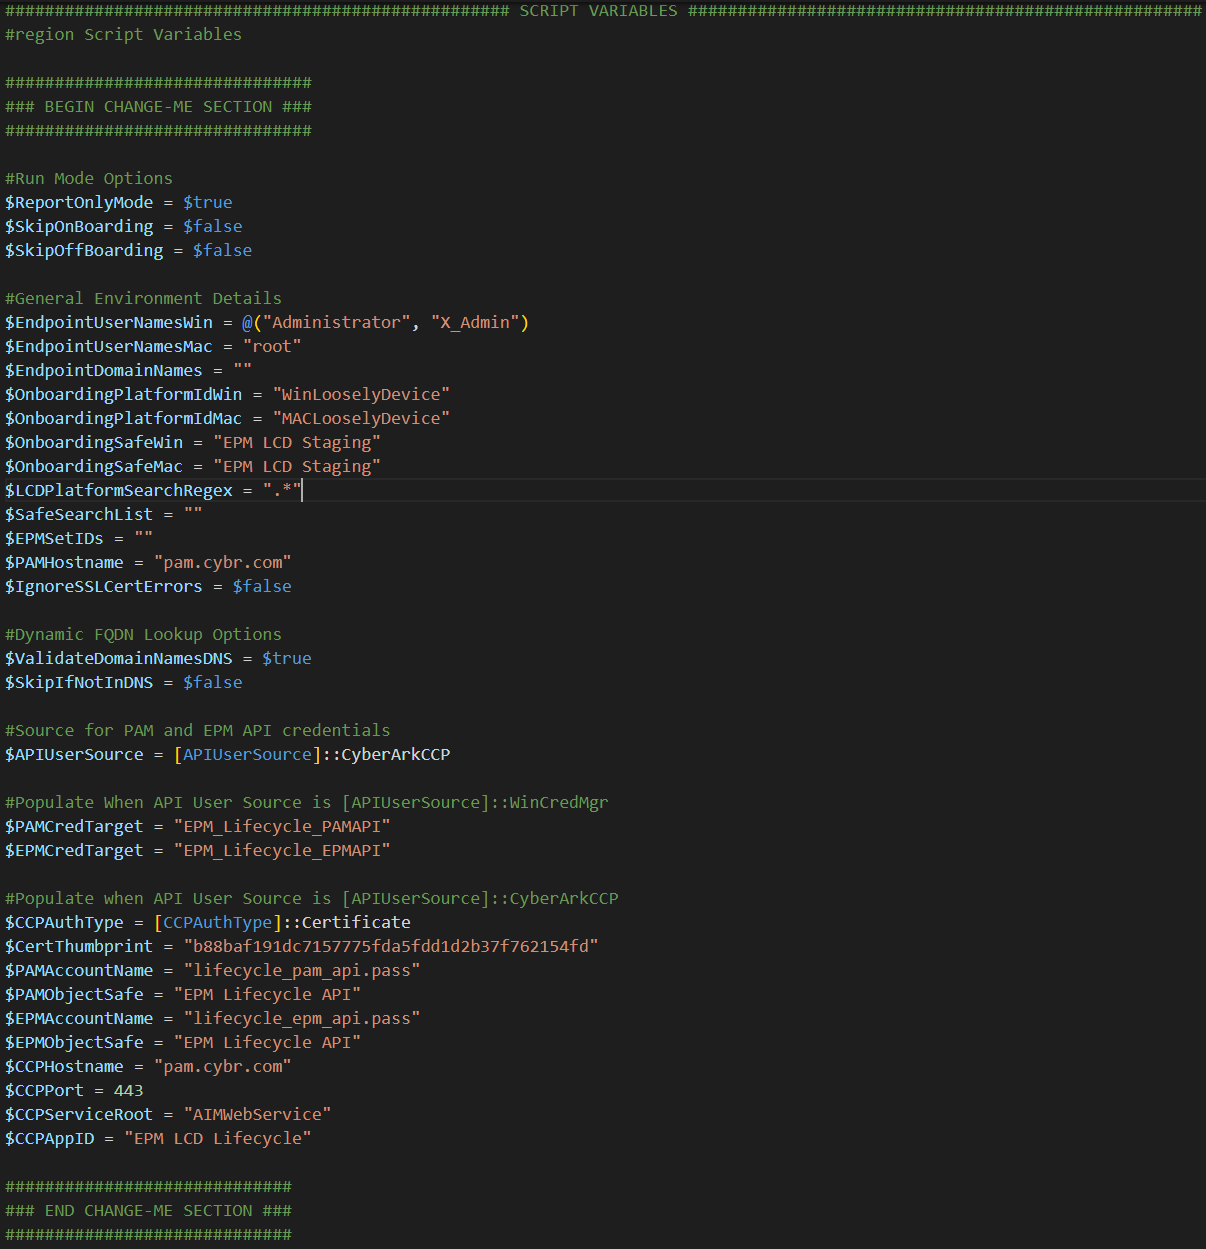 ################################################### SCRIPT VARIABLES ####################################################
#region Script Variables
###############################
### BEGIN CHANGE-ME SECTION ###
###############################
#Run Mode Options
$ReportOnlyMode = $true
$SkipOnBoarding = $false
$SkipOffBoarding = $false
#General Environment Details
$EndpointUserNamesWin = @("Administrator", "X_Admin")
$EndpointUserNamesMac = "root"
$EndpointDomainNames = ""
$OnboardingPlatformIdWin = "WinLooselyDevice"
$OnboardingPlatformIdMac = "MACLooselyDevice"
$OnboardingSafeWin = "EPM LCD Staging"
$OnboardingSafeMac = "EPM LCD Staging"
$LCDPlatformSearchRegex = ".*"
$SafeSearchList = ""
$EPMSetIDs = ""
$PAMHostname = "pam.cybr.com"
$IgnoreSSLCertErrors = $false
#Dynamic FQDN Lookup Options
$ValidateDomainNamesDNS = $true
$SkipIfNotInDNS = $false
#Source for PAM and EPM API credentials
$APIUserSource = [APIUserSource]::CyberArkCCP
#Populate When API User Source is [APIUserSource]::WinCredMgr
$PAMCredTarget = "EPM_Lifecycle_PAMAPI"
$EPMCredTarget = "EPM_Lifecycle_EPMAPI"
#Populate when API User Source is [APIUserSource]::CyberArkCCP
$CCPAuthType = [CCPAuthType]::Certificate
$CertThumbprint = "b88baf191dc7157775fda5fdd1d2b37f762154fd"
$PAMAccountName = "lifecycle_pam_api.pass"
$PAMObjectSafe = "EPM Lifecycle API"
$EPMAccountName = "lifecycle_epm_api.pass"
$EPMObjectSafe = "EPM Lifecycle API"
$CCPHostname = "pam.cybr.com"
$CCPPort = 443
$CCPServiceRoot = "AIMWebService"
$CCPAppID = "EPM LCD Lifecycle"
#############################
### END CHANGE-ME SECTION ###
#############################